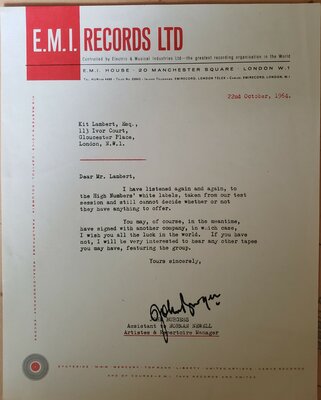 E.M.I. RECORDS LTD
Controlled by Electric & Musical Industries Ltd—the greatest recording organisation in the World
E.M.I. HOUSE · 20 MANCHESTER SQUARE · LONDON W.1
22nd October, 1964.
Kit Lambert, Esq.,
113 Ivor Court,
Gloucester Place,
London, N.W.1.
Dear Mr. Lambert,
I have listened again and again, to
the High Numbers' white labels, taken from our test
session and still cannot decide whether or not
they have anything to offer.
You may, of course, in the meantime,
have signed with another company, in which case,
I wish you all the luck in the world. If you have
not, I will be very interested to hear any other tapes
you may have, featuring the group.
Yours sincerely,
John Burgess
BURGESS
Assistant to NORMAN NEWELL
Artistes & Repertoire Manager